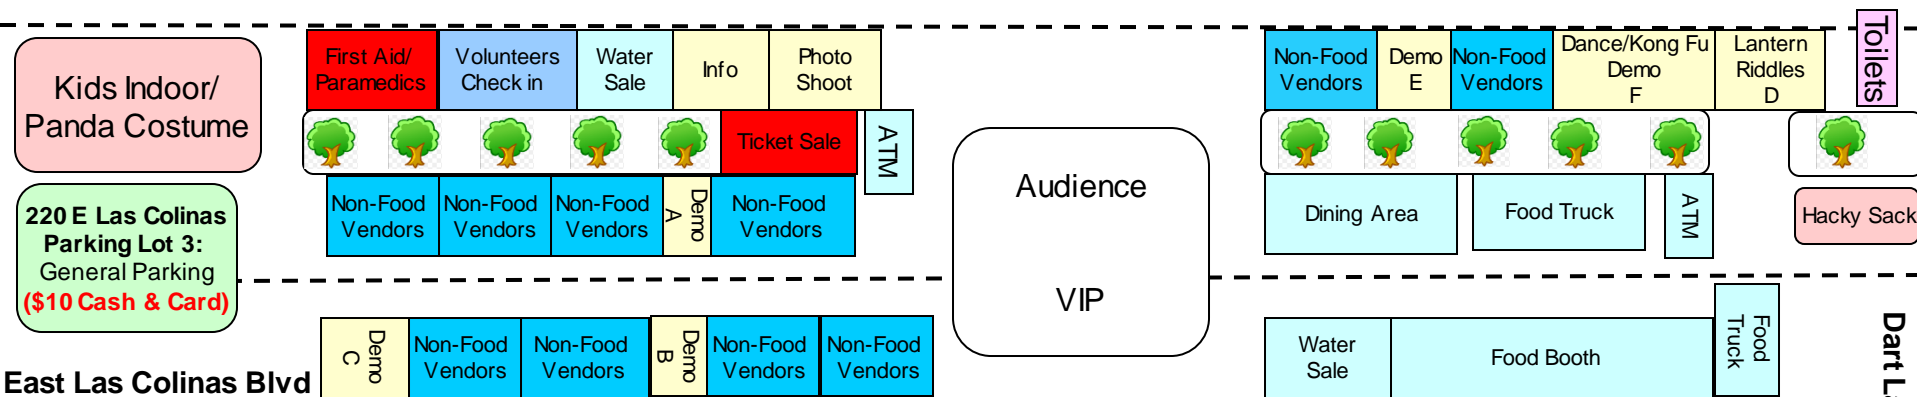 Kids Indoor/
Panda Costume
220 E Las Colinas
Parking Lot 3:
General Parking
($10 Cash & Card)
East Las Colinas Blvd
First Aid/
Paramedics
Volunteers
Check in
Water
Sale
Info
Photo
Shoot
Ticket Sale
ATM
Non-Food
Vendors
Non-Food
Vendors
Non-Food
Vendors
Demo
A
Non-Food
Vendors
Demo
C
Non-Food
Vendors
Non-Food
Vendors
Demo
B
Non-Food
Vendors
Non-Food
Vendors
Audience
VIP
Non-Food
Vendors
Demo
E
Non-Food
Vendors
Dance/Kong Fu
Demo
F
Lantern
Riddles
D
Toilets
Dining Area
Food Truck
ATM
Hacky Sack
Water
Sale
Food Booth
Food
Truck
Dart